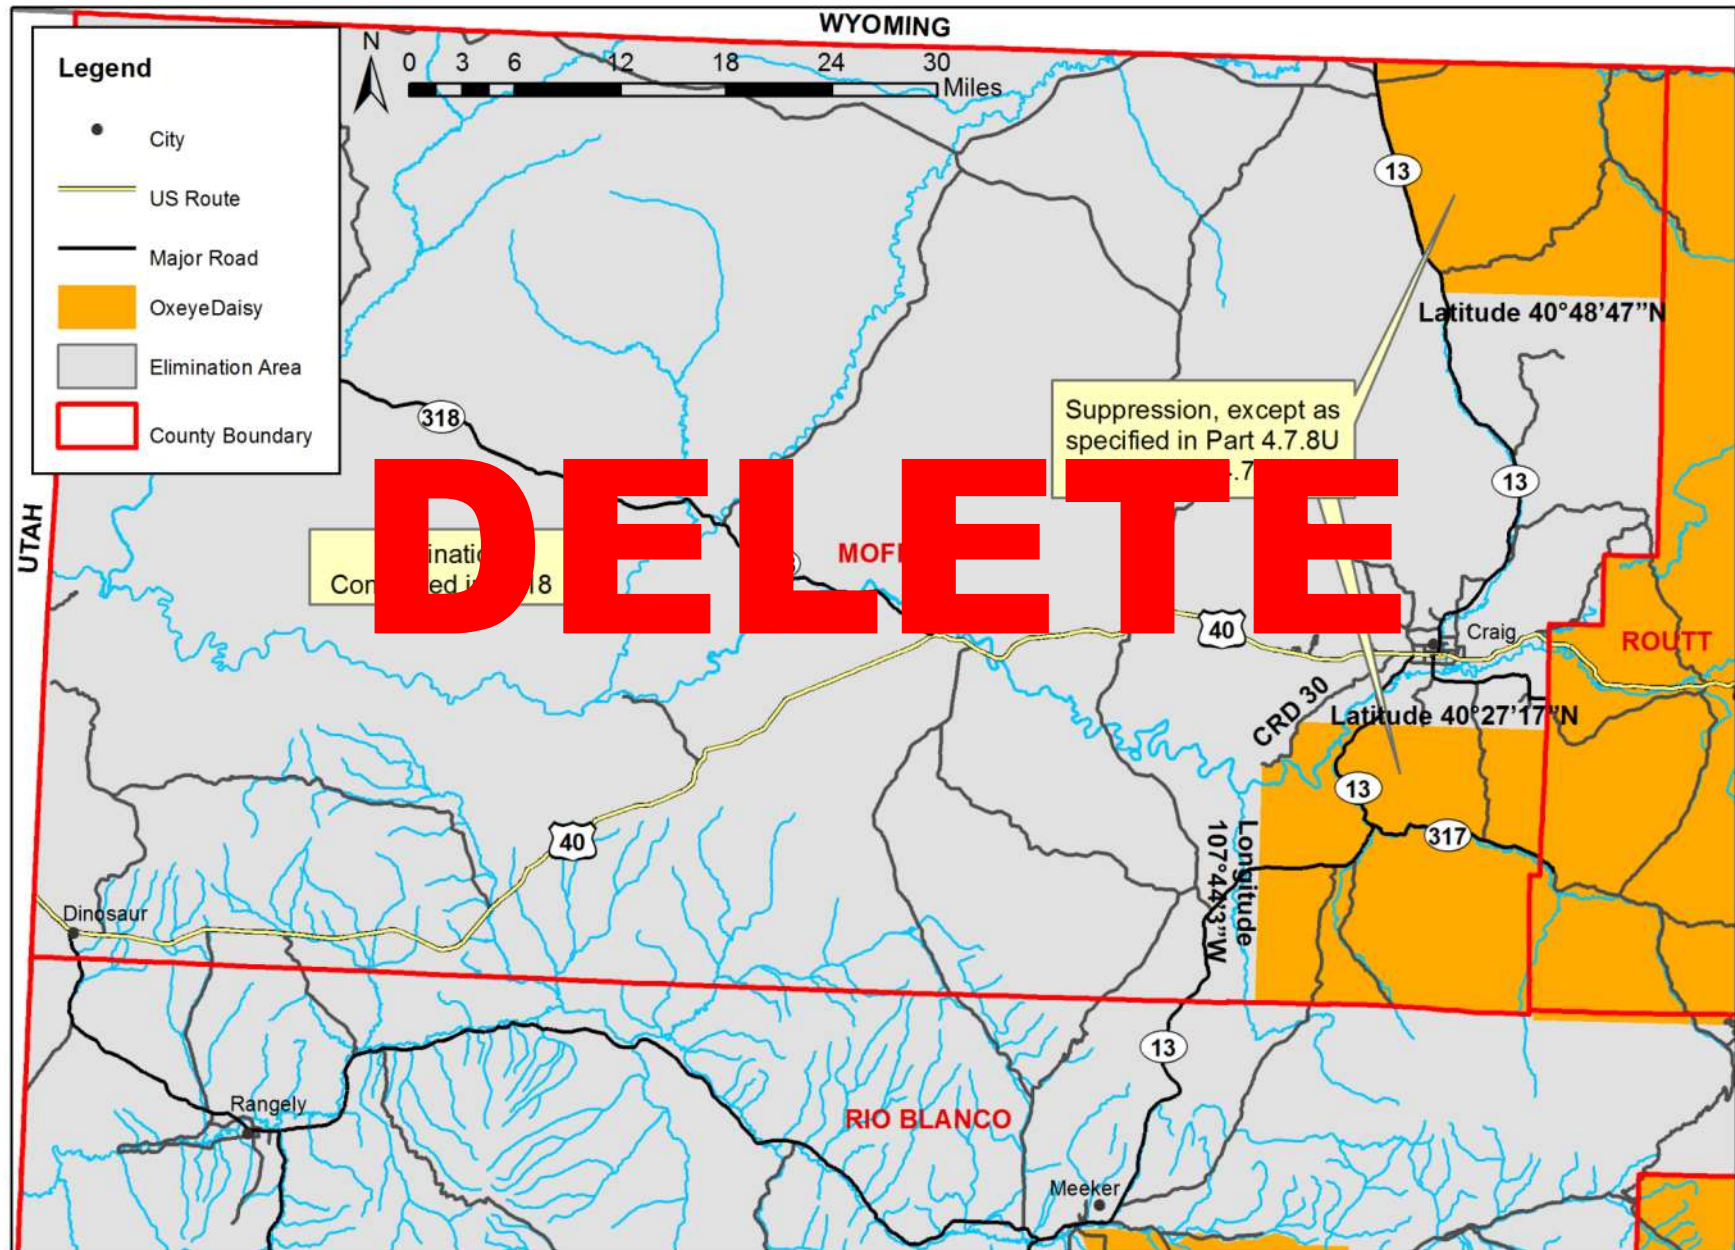 WYOMING
Legend
City
US Route
Major Road
OxeyeDaisy
Elimination Area
County Boundary
N
0 3 6 12 18 24 30
Miles
13
Latitude 40°48'47”N
318
Suppression, except as
specified in Part 4.7.8U
13
DELETE
UTAH
40
Craig
ROUTT
CRD 30
Latitude 40°27'17”N
13
317
40
Longitude
107°44'3”W
Dinosaur
13
Rangely
RIO BLANCO
Meeker